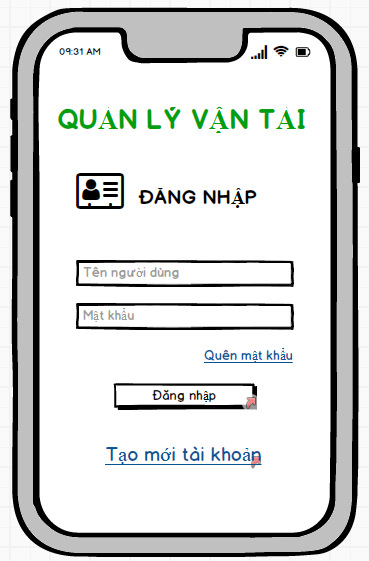 09:31 AM
QUẢN LÝ VẬN TẢI
ĐĂNG NHẬP
Tên người dùng
Mật khẩu
Quên mật khẩu
Đăng nhập
Tạo mới tài khoản